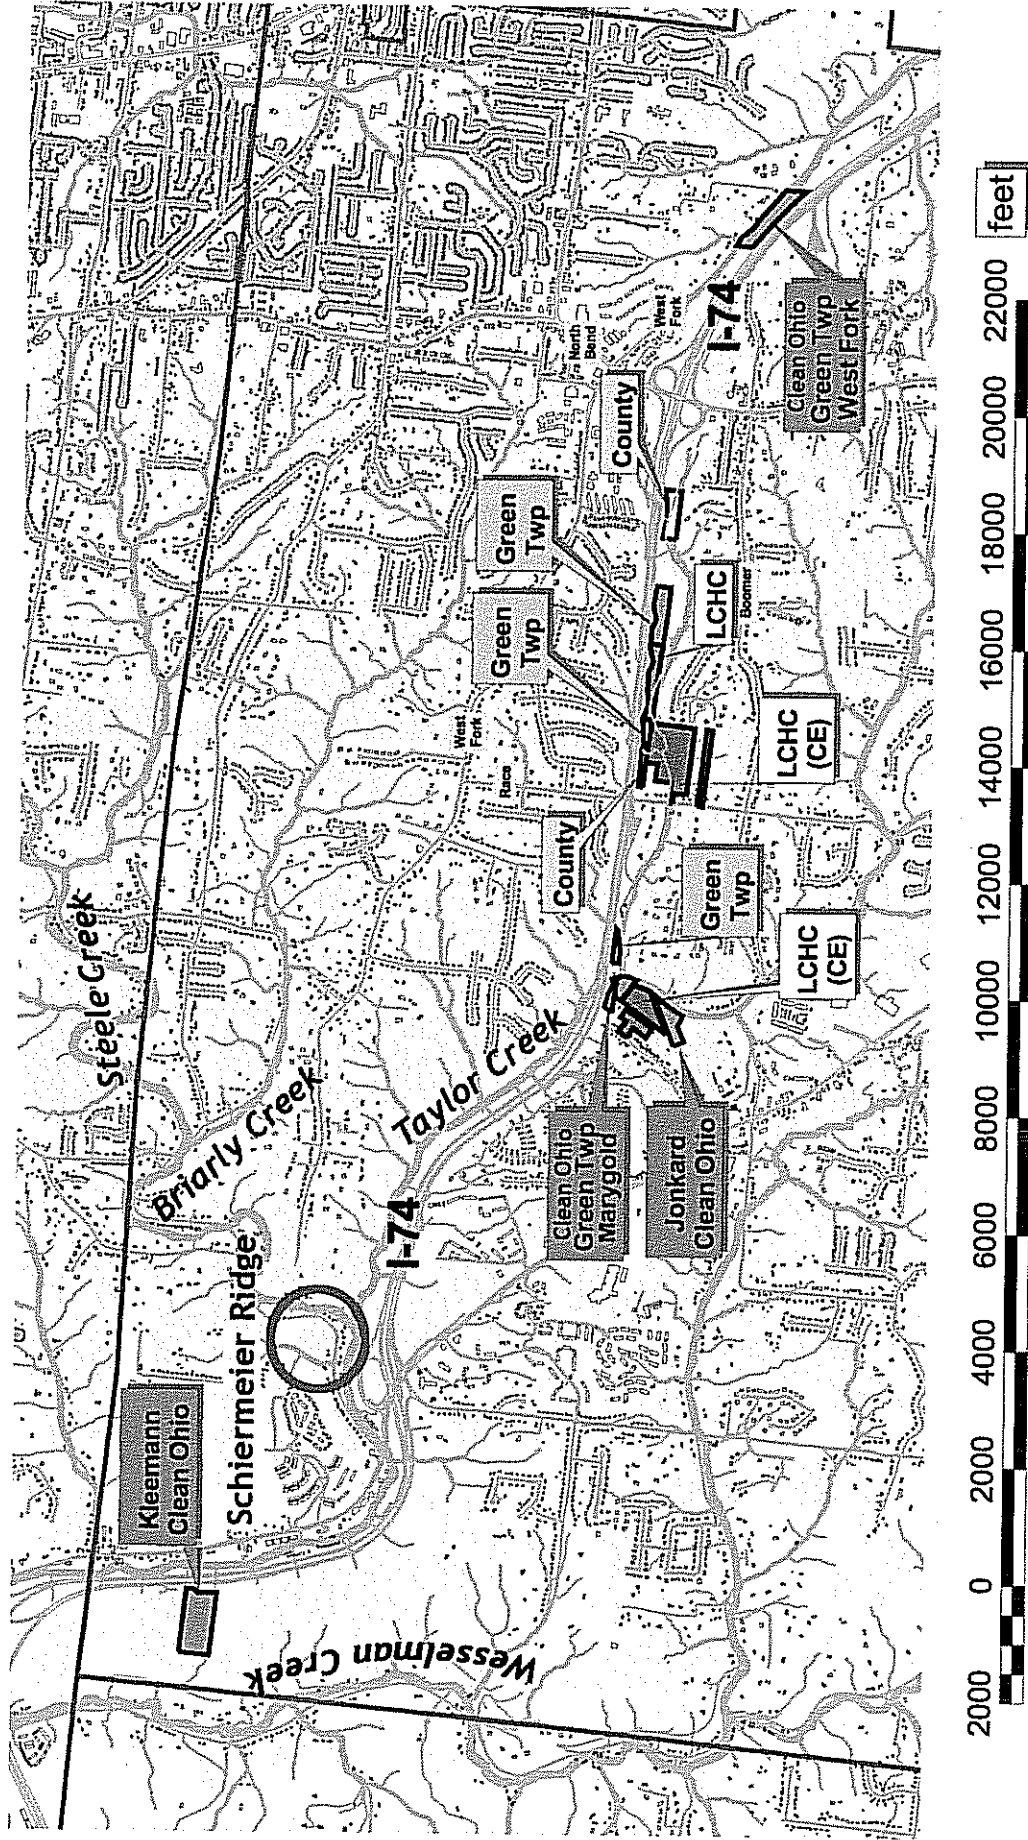 Steele Creek
Briarly Creek
Kleemann
Clean Ohio
Schiermeier Ridge
I-74
Taylor Creek
Wesselman Creek
West
Fork
Race
Green
Twp
Green
Twp
County
North
Bend
West
Fork
I-74
County
LCHC
Boomer
Clean Ohio
Green Twp
West Fork
LCHC
(CE)
Green
Twp
LCHC
(CE)
Clean Ohio
Green Twp
Marygold
Jonkard
Clean Ohio
2000 0 2000 4000 6000 8000 10000 12000 14000 16000 18000 20000 22000 feet